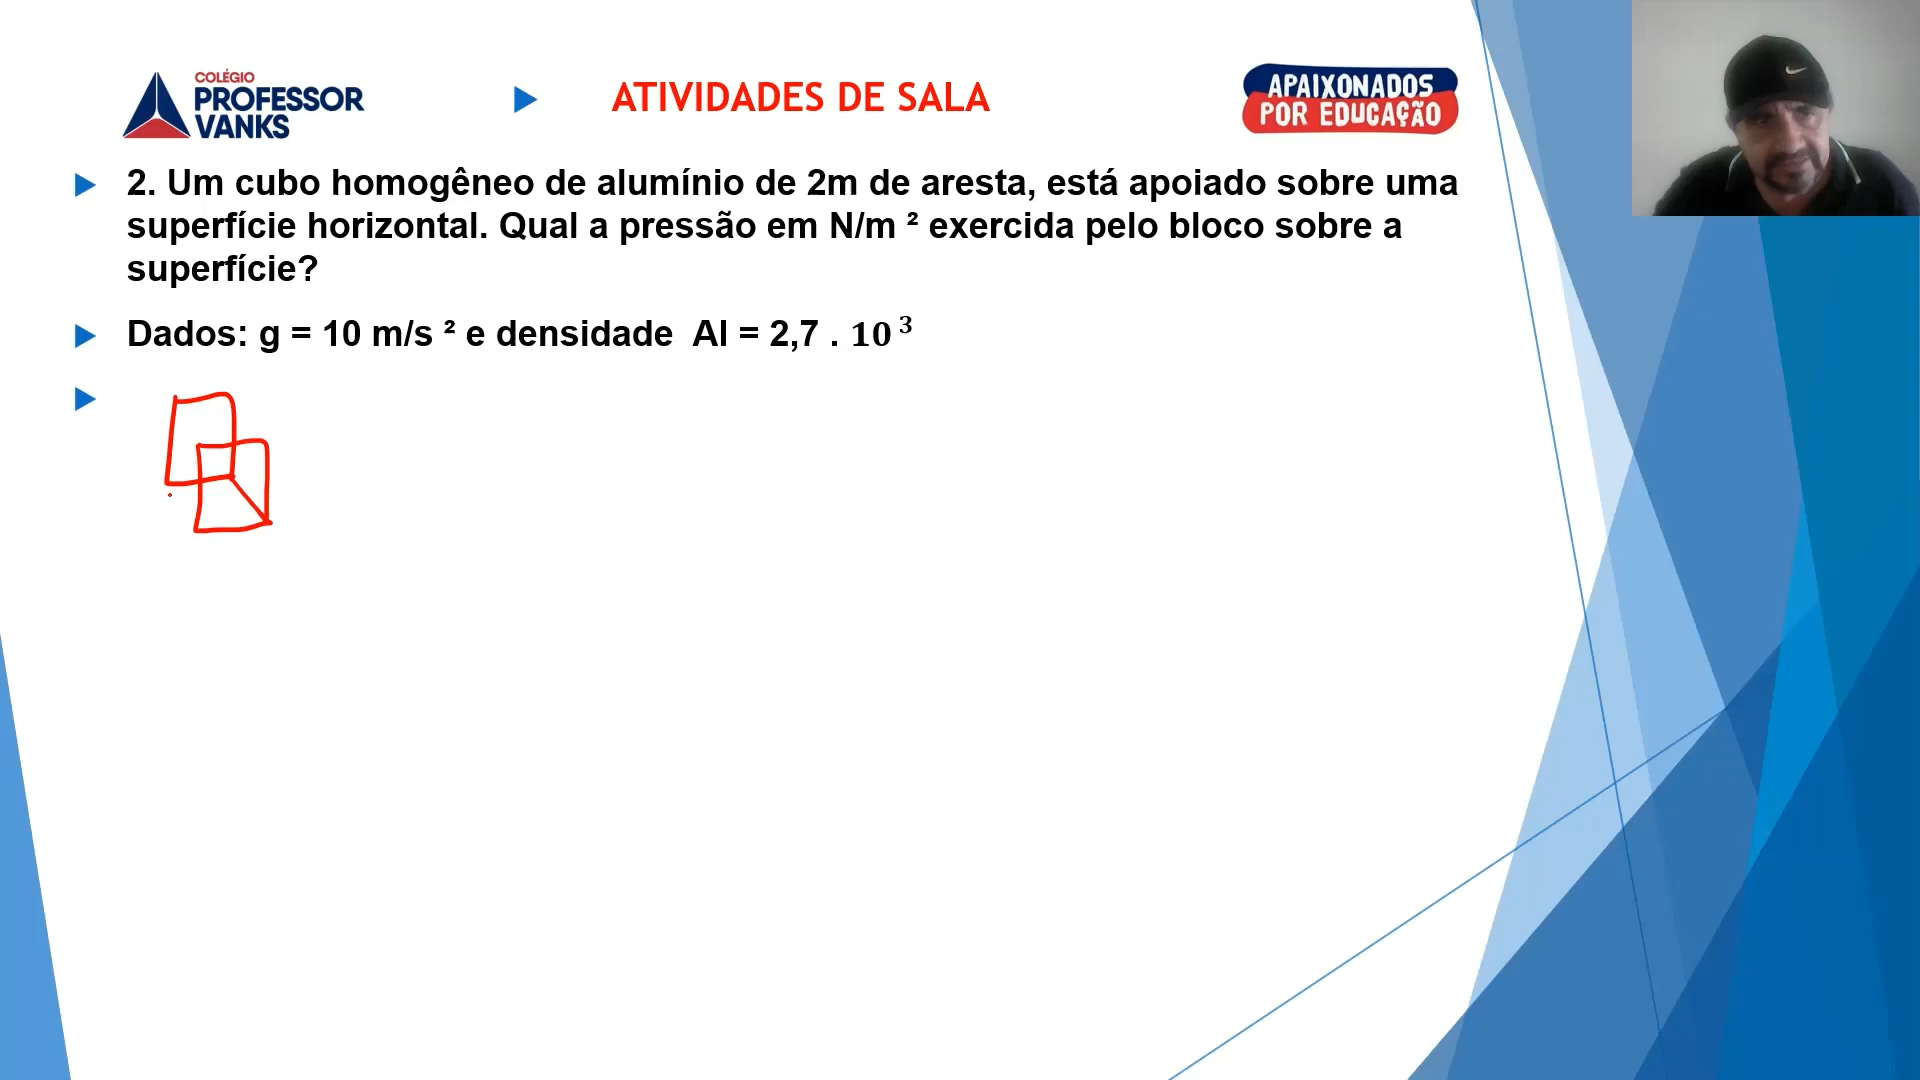 COLÉGIO
PROFESSOR
VANKS
ATIVIDADES DE SALA
APAIXONADOS
POR EDUCAÇÃO
2. Um cubo homogêneo de alumínio de 2m de aresta, está apoiado sobre uma
superfície horizontal. Qual a pressão em N/m ² exercida pelo bloco sobre a
superfície?
Dados: g = 10 m/s ² e densidade Al = 2,7 . 10 ³